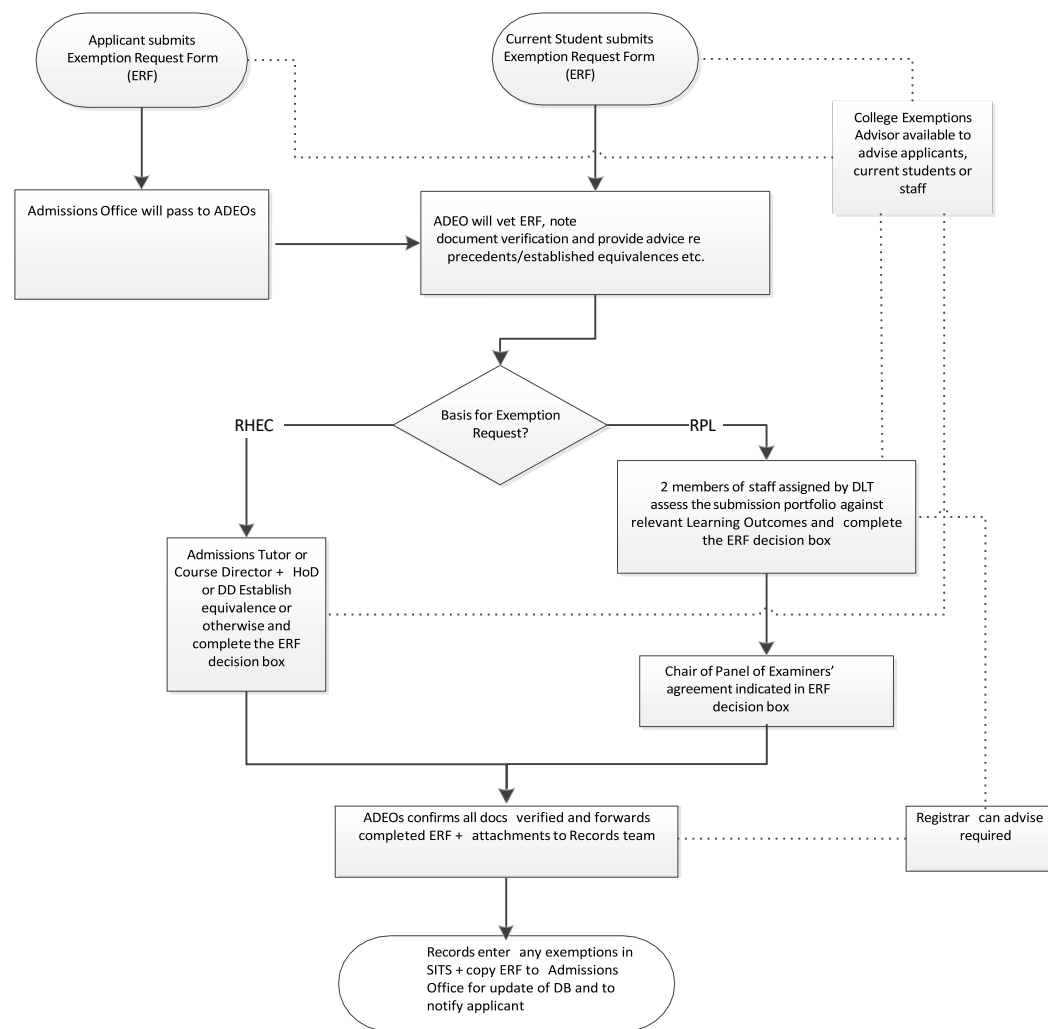 Applicant submits
Exemption Request Form
(ERF)
Current Student submits
Exemption Request Form
(ERF)
College Exemptions
Advisor available to
advise applicants,
current students or
staff
Admissions Office will pass to ADEOs
ADEO will vet ERF, note
document verification and provide advice re
precedents/established equivalences etc.
Basis for Exemption
Request?
RHEC
RPL
2 members of staff assigned by DLT
assess the submission portfolio against
relevant Learning Outcomes and complete
the ERF decision box
Admissions Tutor or
Course Director + HoD
or DD Establish
equivalence or
otherwise and
complete the ERF
decision box
Chair of Panel of Examiners'
agreement indicated in ERF
decision box
ADEOs confirms all docs verified and forwards
completed ERF + attachments to Records team
Registrar can advise
required
Records enter any exemptions in
SITS + copy ERF to Admissions
Office for update of DB and to
notify applicant